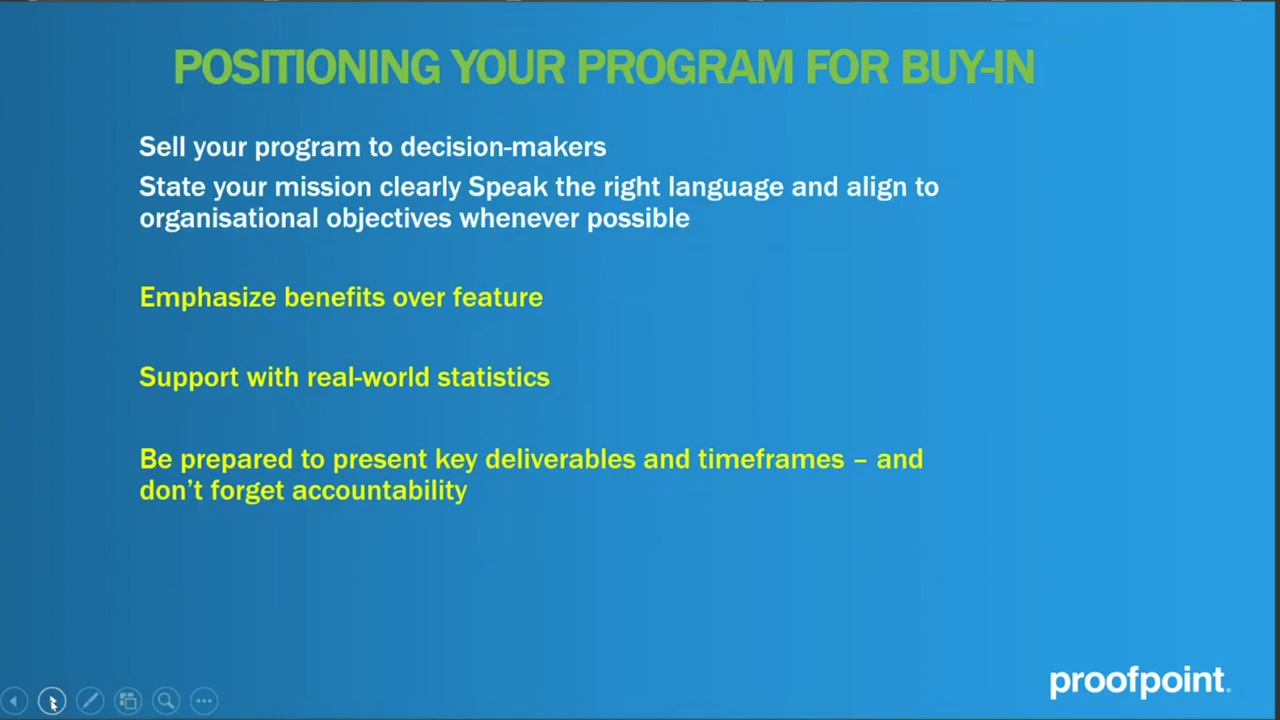 POSITIONING YOUR PROGRAM FOR BUY-IN
Sell your program to decision-makers
State your mission clearly Speak the right language and align to
organisational objectives whenever possible
Emphasize benefits over feature
Support with real-world statistics
Be prepared to present key deliverables and timeframes – and
don’t forget accountability
proofpoint.